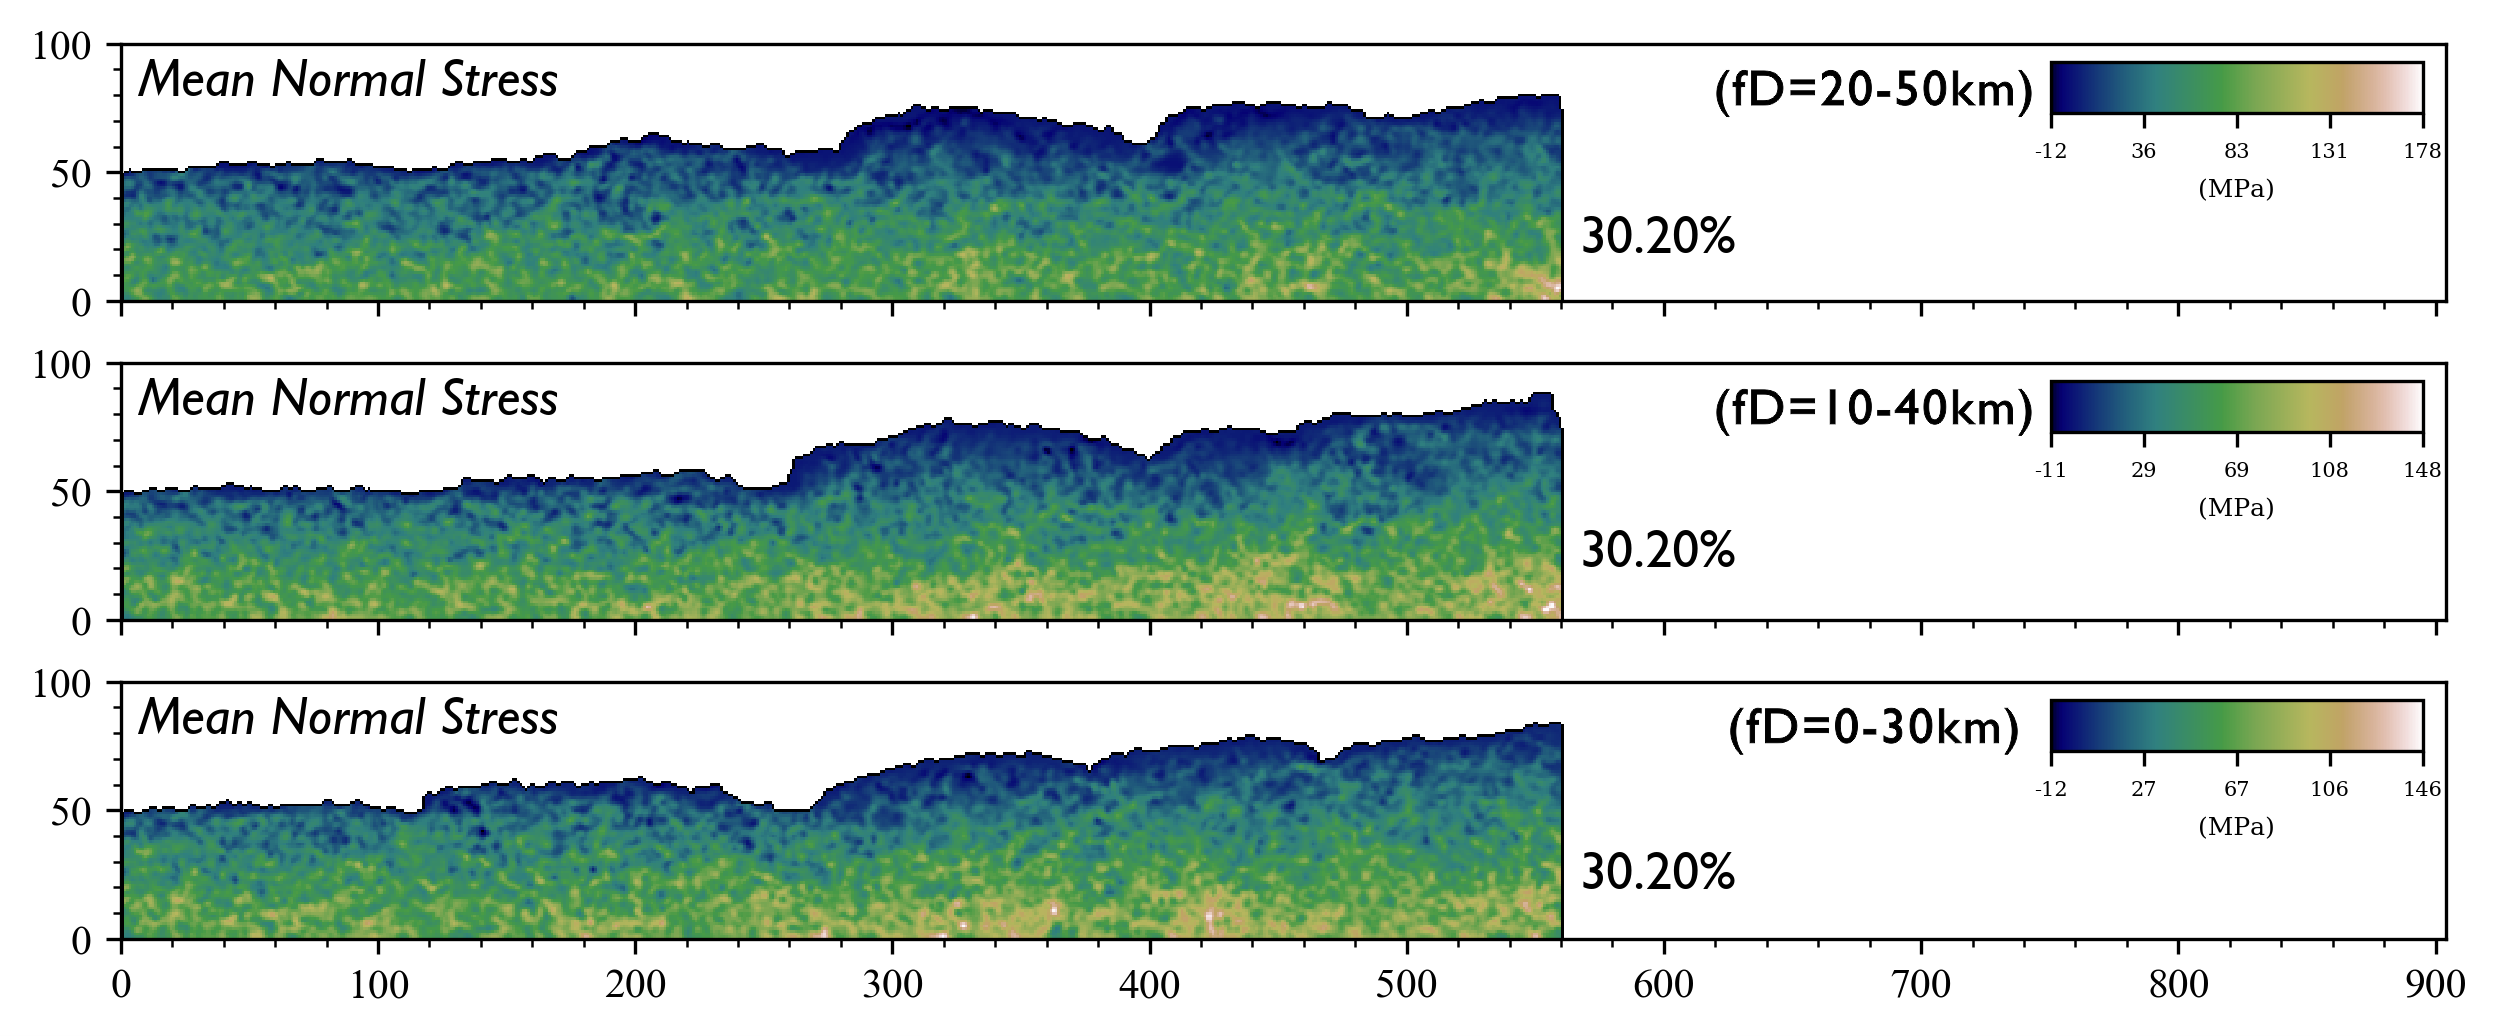 100
Mean Normal Stress
(fD=20-50km)
50
-12 36 83 131 178
(MPa)
30.20%
0
100
Mean Normal Stress
(fD=10-40km)
50
-11 29 69 108 148
(MPa)
30.20%
0
100
Mean Normal Stress
(fD=0-30km)
50
-12 27 67 106 146
(MPa)
30.20%
0
0 100 200 300 400 500 600 700 800 900